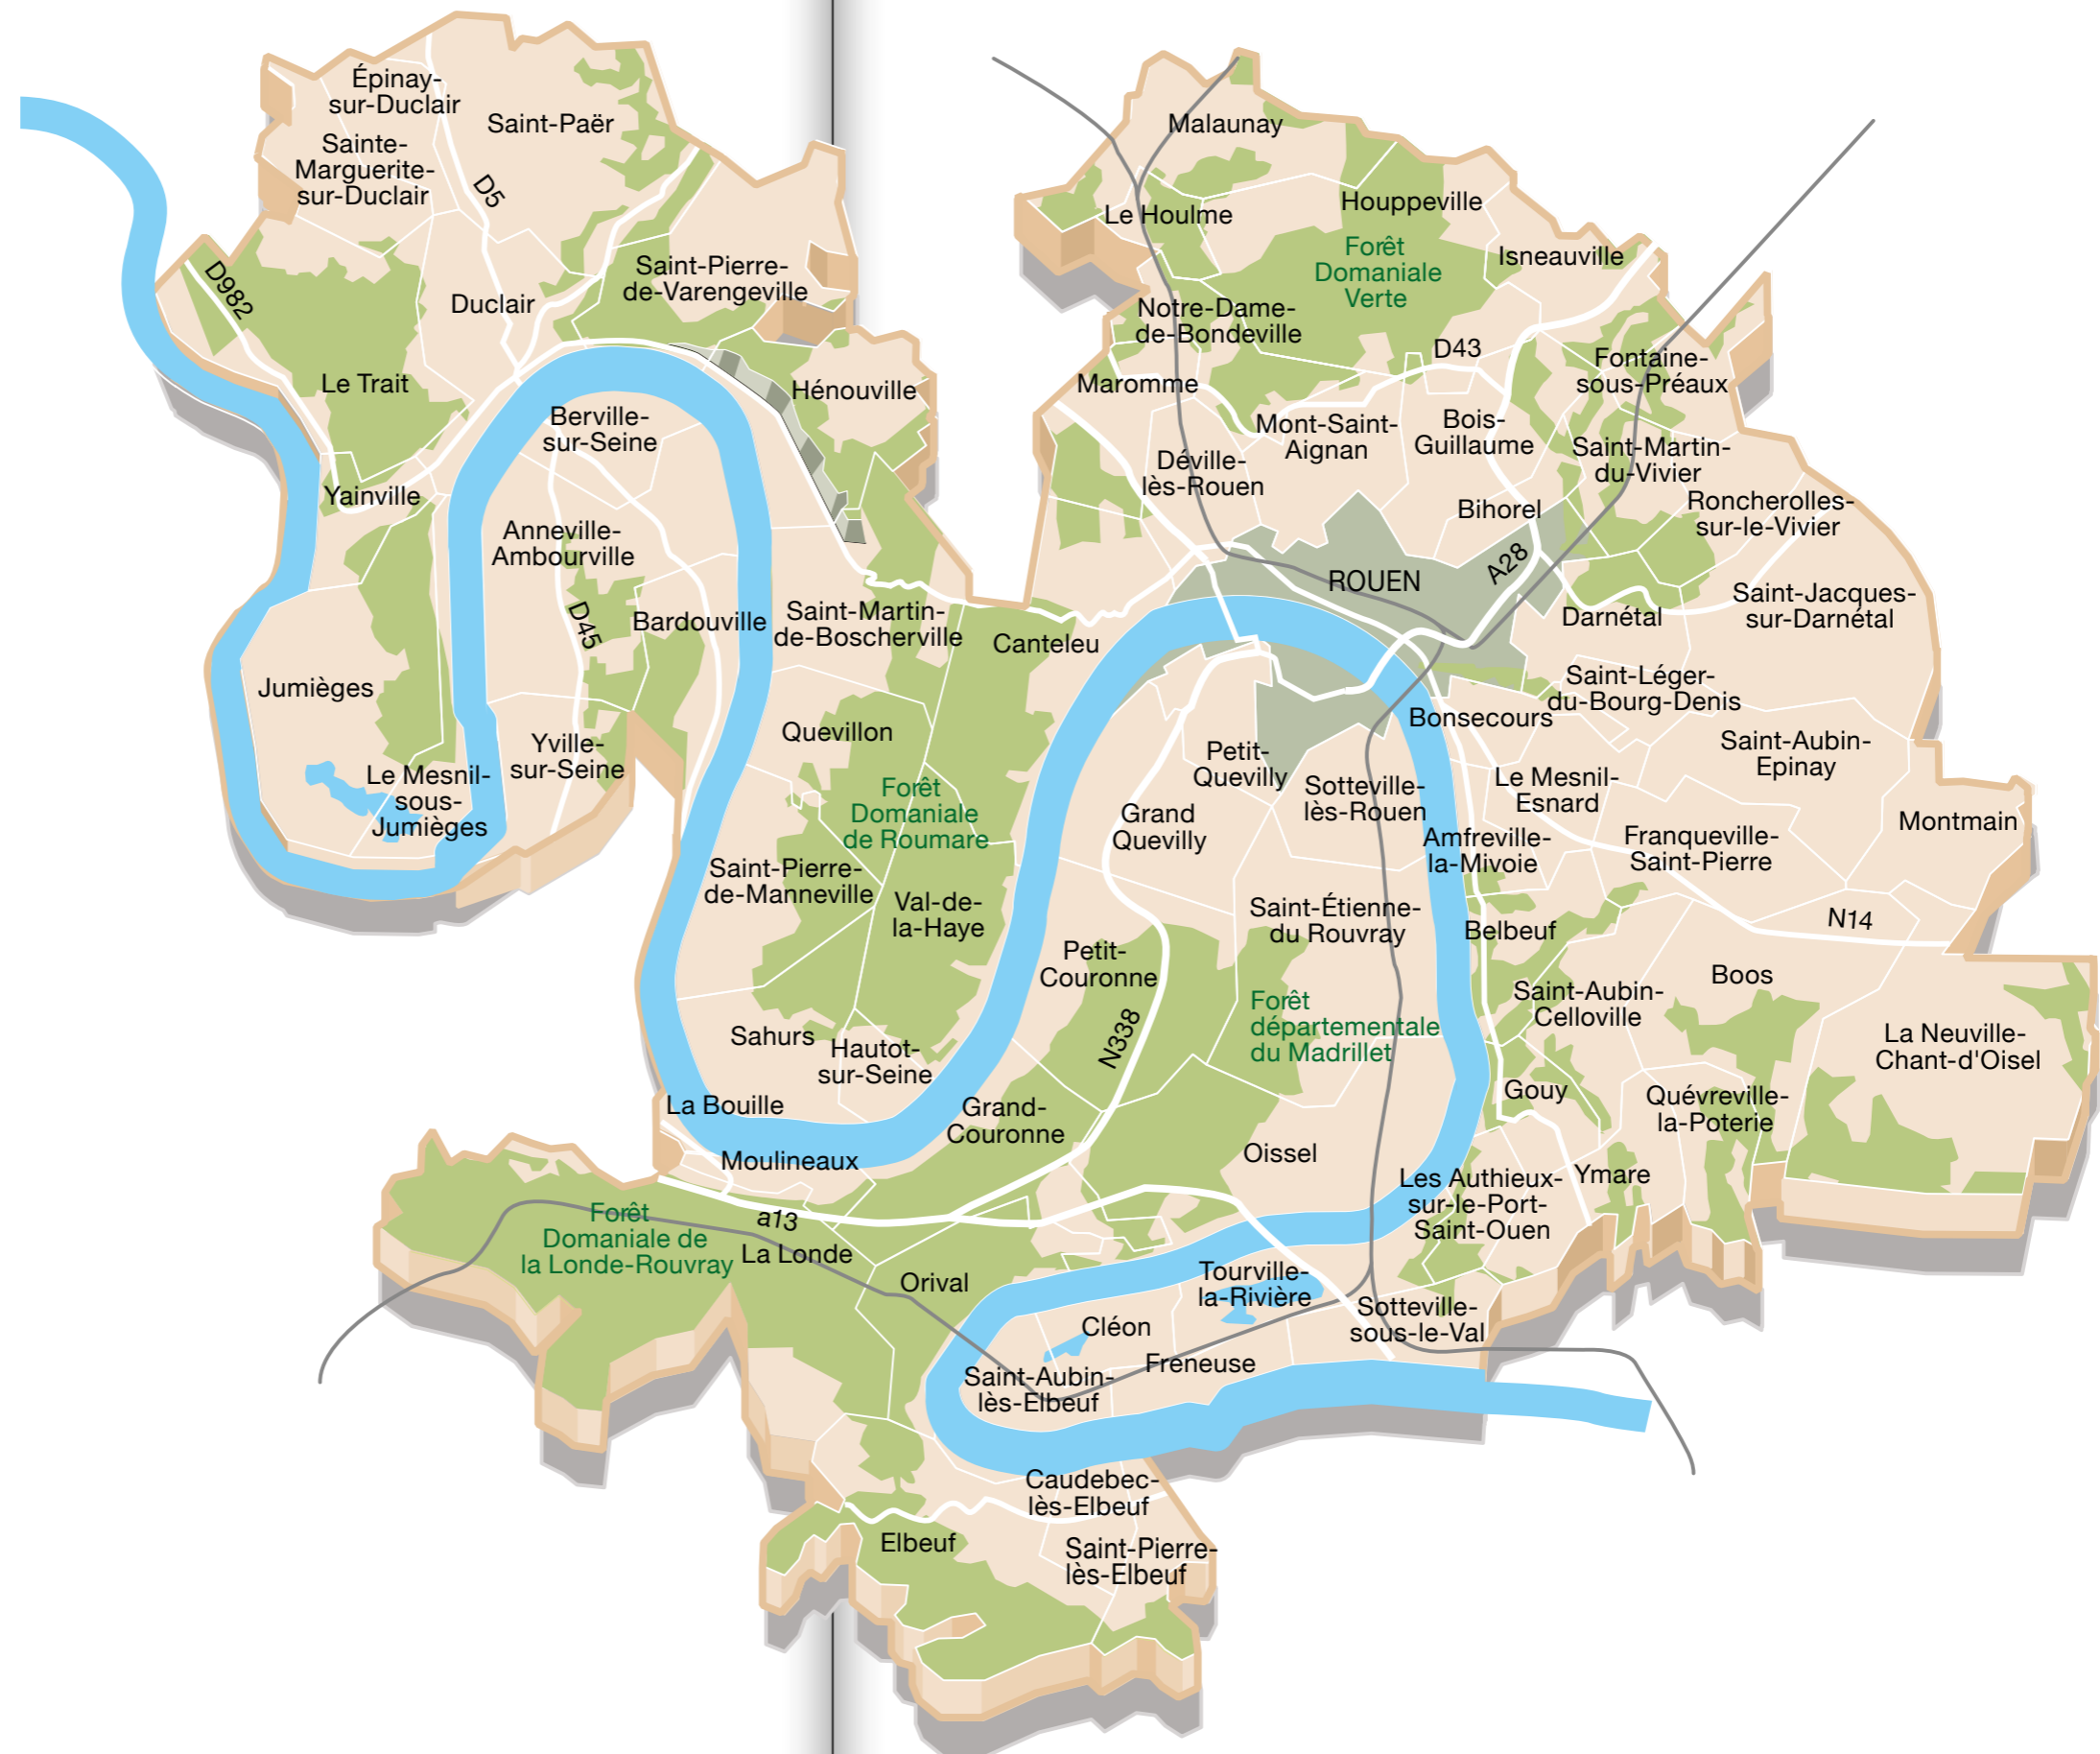 Épinay-
sur-Duclair
Saint-Paër
Sainte-
Marguerite-
sur-Duclair
D5
D982
Duclair
Saint-Pierre-
de-Varengeville
Le Trait
Hénouville
Berville-
sur-Seine
Yainville
Anneville-
Ambourville
D45
Bardouville
Saint-Martin-
de-Boscherville
Canteleu
Jumièges
Quevillon
Yville-
sur-Seine
Le Mesnil-
sous-
Jumièges
Forêt
Domaniale
de Roumare
Saint-Pierre-
de-Manneville
Val-de-
la-Haye
Sahurs
Hautot-
sur-Seine
La Bouille
Moulineaux
Malaunay
Le Houlme
Houppeville
Forêt
Domaniale
Verte
Isneauville
Notre-Dame-
de-Bondeville
D43
Fontaine-
sous-Préaux
Maromme
Mont-Saint-
Aignan
Bois-
Guillaume
Déville-
lès-Rouen
Saint-Martin-
du-Vivier
Bihorel
Roncherolles-
sur-le-Vivier
A28
ROUEN
Darnétal
Saint-Jacques-
sur-Darnétal
Saint-Léger-
du-Bourg-Denis
Bonsecours
Saint-Aubin-
Epinay
Petit-
Quevilly
Sotteville-
lès-Rouen
Le Mesnil-
Esnard
Grand
Quevilly
Amfreville-
la-Mivoie
Franqueville-
Saint-Pierre
Montmain
Saint-Étienne-
du Rouvray
Belbeuf
N14
Petit-
Couronne
Boos
Forêt
départementale
du Madrillet
Saint-Aubin-
Celloville
N338
La Neuville-
Chant-d'Oisel
Gouy
Quévreville-
la-Poterie
Grand-
Couronne
Oissel
Les Authieux-
sur-le-Port-
Saint-Ouen
Ymare
Forêt
Domaniale de
la Londe-Rouvray
a13
La Londe
Orival
Tourville-
la-Rivière
Cléon
Sotteville-
sous-le-Val
Freneuse
Saint-Aubin-
lès-Elbeuf
Caudebec-
lès-Elbeuf
Elbeuf
Saint-Pierre-
lès-Elbeuf